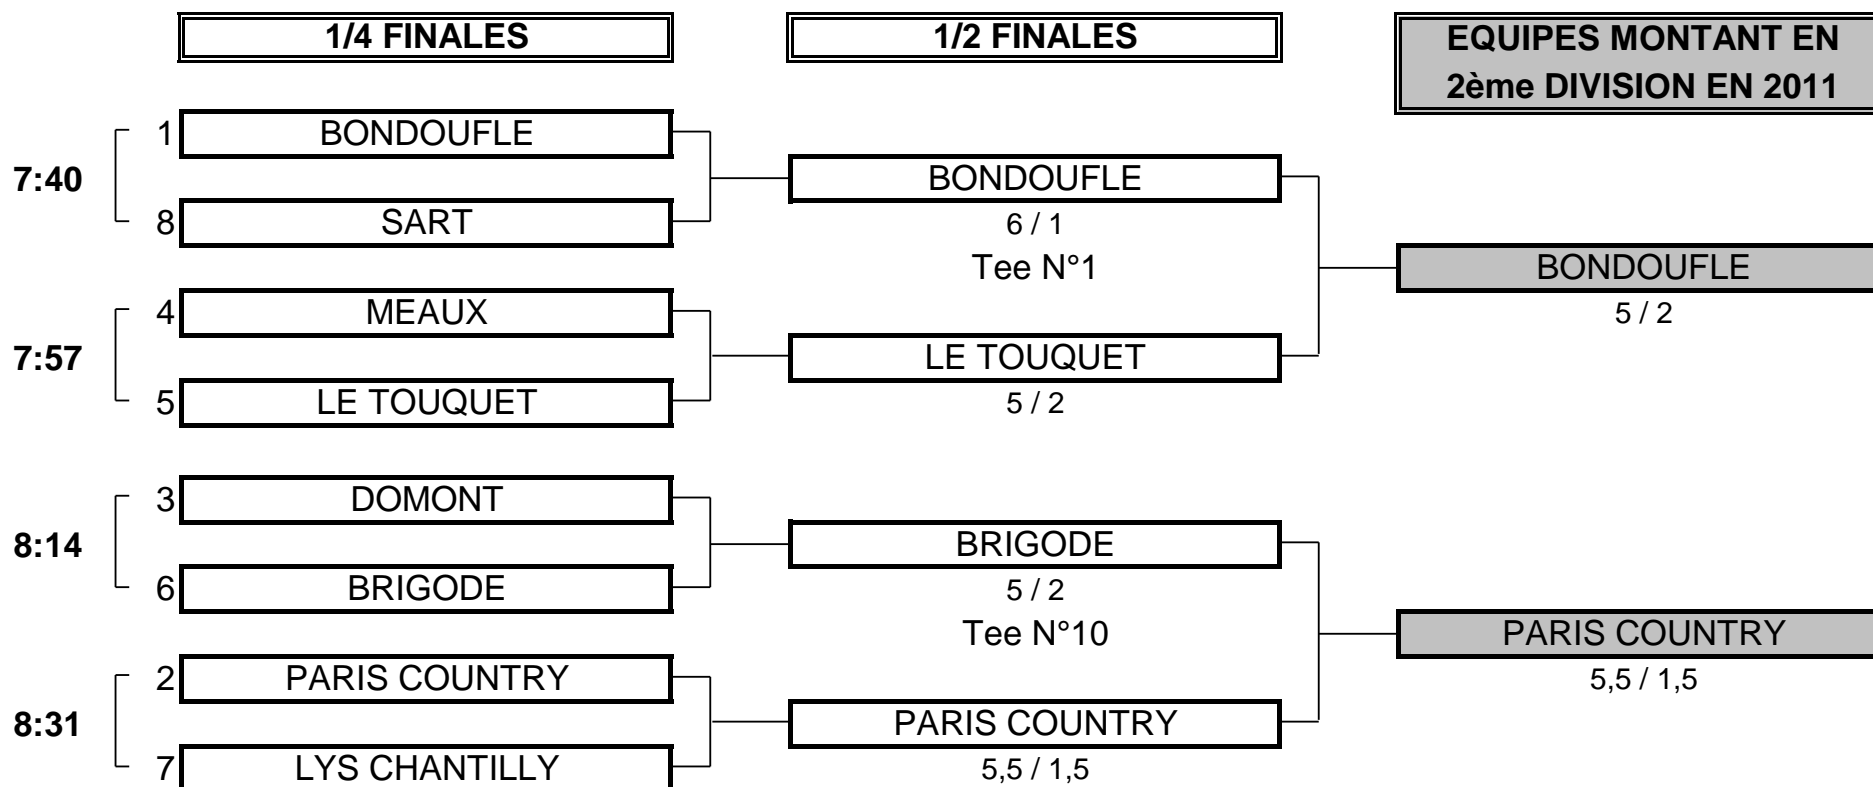 1/4 FINALES
1/2 FINALES
EQUIPES MONTANT EN
2ème DIVISION EN 2011
1 BONDOUFLE
7:40
BONDOUFLE
8 SART
6 / 1
Tee N°1
BONDOUFLE
4 MEAUX
5 / 2
7:57
LE TOUQUET
5 LE TOUQUET
5 / 2
3 DOMONT
8:14
BRIGODE
6 BRIGODE
5 / 2
Tee N°10
PARIS COUNTRY
2 PARIS COUNTRY
5,5 / 1,5
8:31
PARIS COUNTRY
7 LYS CHANTILLY
5,5 / 1,5